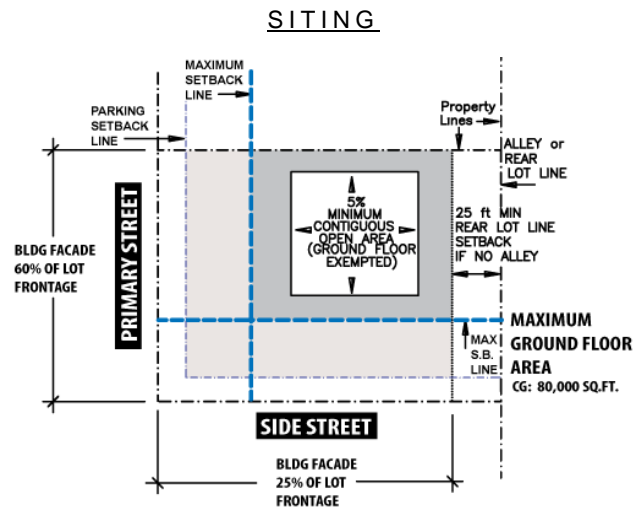 SITING
MAXIMUM
SETBACK
LINE
PARKING
SETBACK
LINE
Property
Lines
ALLEY or
REAR
LOT LINE
5%
MINIMUM
CONTIGUOUS
OPEN AREA
(GROUND FLOOR
EXEMPTED)
25 ft MIN
REAR LOT LINE
SETBACK
IF NO ALLEY
BLDG FACADE
60% OF LOT
FRONTAGE
PRIMARY STREET
MAX
S.B.
LINE
MAXIMUM
GROUND FLOOR
AREA
CG: 80,000 SQ.FT.
SIDE STREET
BLDG FACADE
25% OF LOT
FRONTAGE